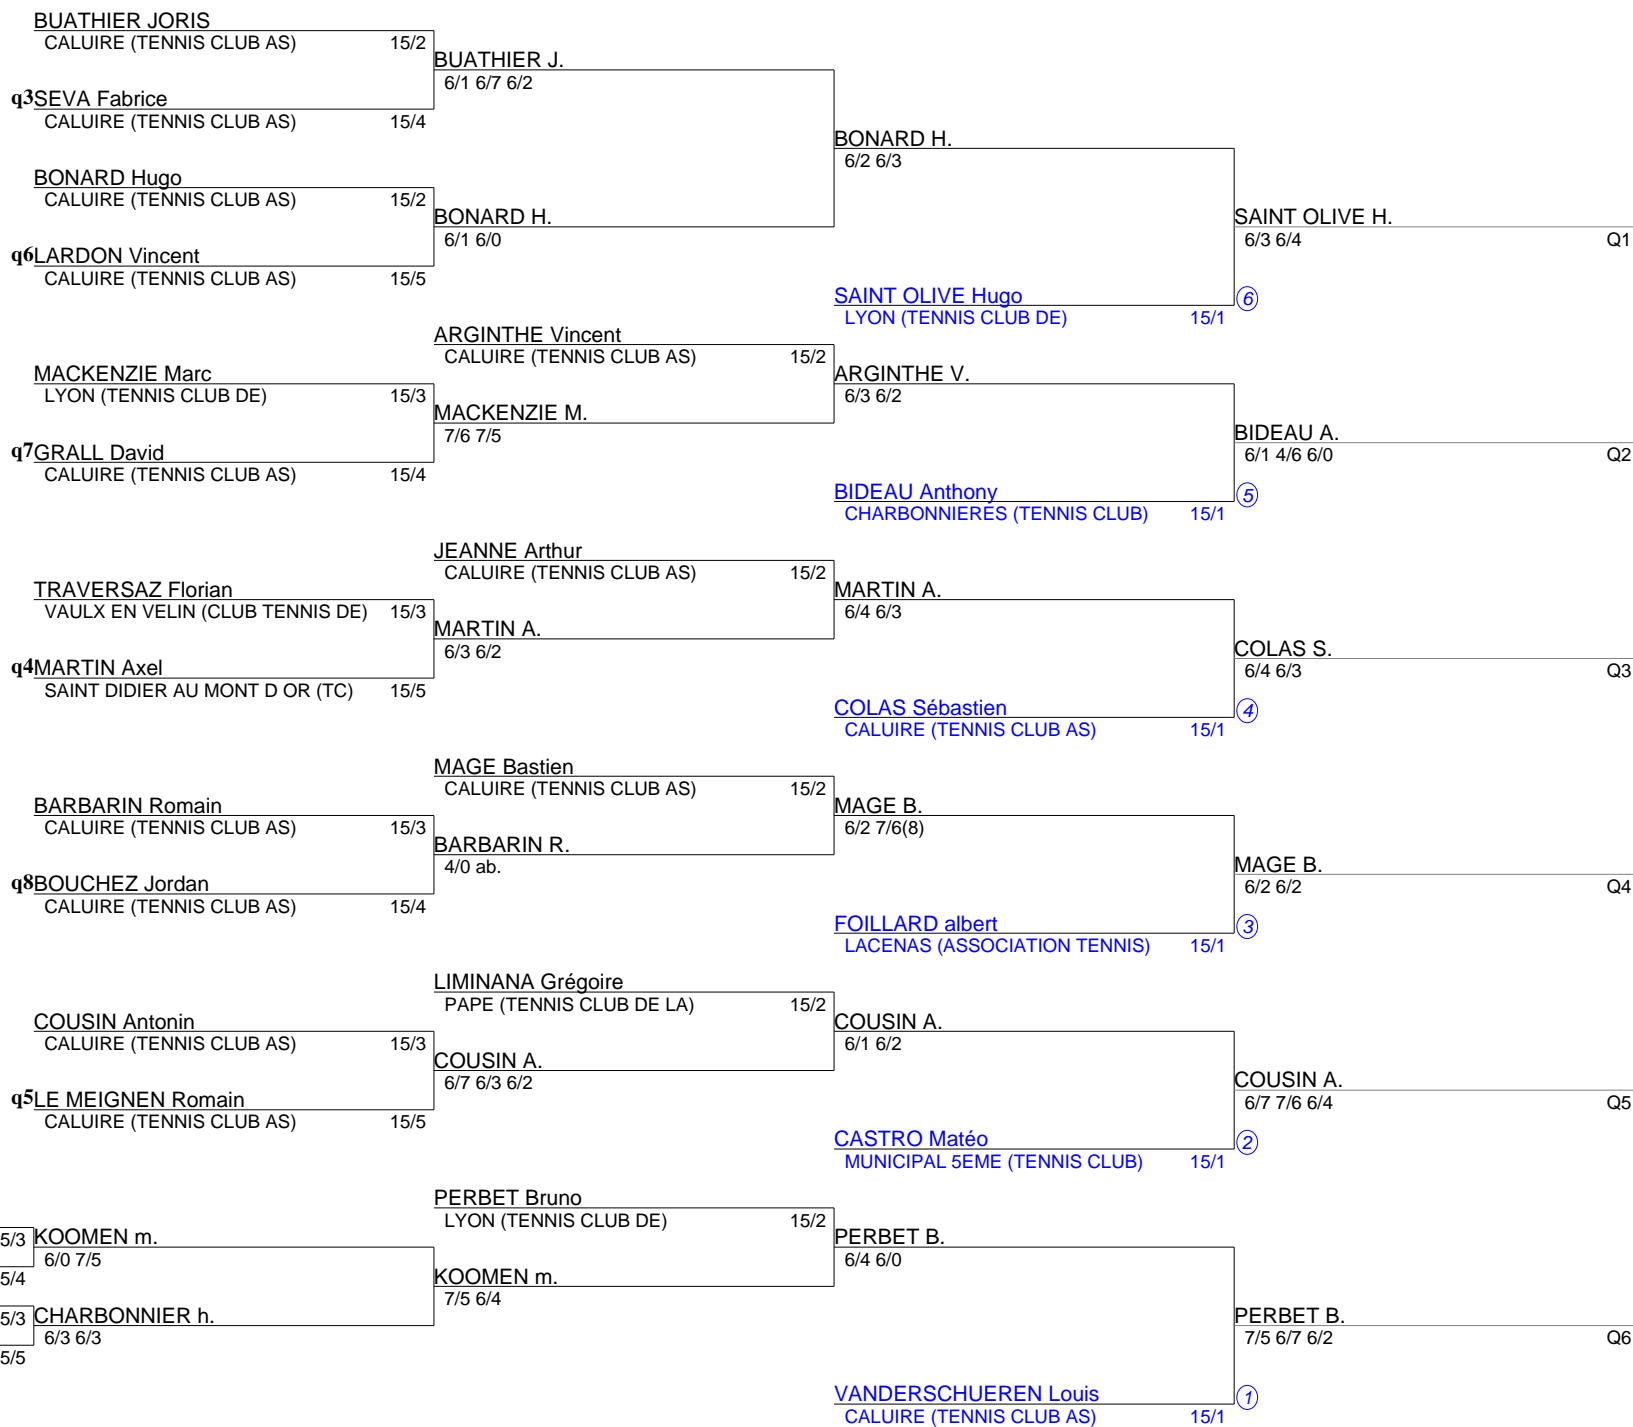 BUATHIER JORIS
CALUIRE (TENNIS CLUB AS) 15/2
BUATHIER J.
6/1 6/7 6/2
q3 SEVA Fabrice
CALUIRE (TENNIS CLUB AS) 15/4
BONARD H.
6/2 6/3
BONARD Hugo
CALUIRE (TENNIS CLUB AS) 15/2
BONARD H.
6/1 6/0
SAINT OLIVE H.
6/3 6/4 Q1
q6 LARDON Vincent
CALUIRE (TENNIS CLUB AS) 15/5
SAINT OLIVE Hugo 6
LYON (TENNIS CLUB DE) 15/1
ARGINTHE Vincent
CALUIRE (TENNIS CLUB AS) 15/2
MACKENZIE Marc
LYON (TENNIS CLUB DE) 15/3
ARGINTHE V.
6/3 6/2
MACKENZIE M.
7/6 7/5
BIDEAU A.
6/1 4/6 6/0 Q2
q7 GRALL David
CALUIRE (TENNIS CLUB AS) 15/4
BIDEAU Anthony 5
CHARBONNIERES (TENNIS CLUB) 15/1
JEANNE Arthur
CALUIRE (TENNIS CLUB AS) 15/2
TRAVERSAZ Florian
VAULX EN VELIN (CLUB TENNIS DE) 15/3
MARTIN A.
6/4 6/3
MARTIN A.
6/3 6/2
COLAS S.
6/4 6/3 Q3
q4 MARTIN Axel
SAINT DIDIER AU MONT D OR (TC) 15/5
COLAS Sébastien 4
CALUIRE (TENNIS CLUB AS) 15/1
MAGE Bastien
CALUIRE (TENNIS CLUB AS) 15/2
BARBARIN Romain
CALUIRE (TENNIS CLUB AS) 15/3
MAGE B.
6/2 7/6(8)
BARBARIN R.
4/0 ab.
MAGE B.
6/2 6/2 Q4
q8 BOUCHEZ Jordan
CALUIRE (TENNIS CLUB AS) 15/4
FOILLARD albert 3
LACENAS (ASSOCIATION TENNIS) 15/1
LIMINANA Grégoire
PAPE (TENNIS CLUB DE LA) 15/2
COUSIN Antonin
CALUIRE (TENNIS CLUB AS) 15/3
COUSIN A.
6/1 6/2
COUSIN A.
6/7 6/3 6/2
COUSIN A.
6/7 7/6 6/4 Q5
q5 LE MEIGNEN Romain
CALUIRE (TENNIS CLUB AS) 15/5
CASTRO Matéo 2
MUNICIPAL 5EME (TENNIS CLUB) 15/1
PERBET Bruno
LYON (TENNIS CLUB DE) 15/2
5/3 KOOMEN m.
6/0 7/5
5/4
PERBET B.
6/4 6/0
KOOMEN m.
7/5 6/4
5/3 CHARBONNIER h.
6/3 6/3
5/5
PERBET B.
7/5 6/7 6/2 Q6
VANDERSCHUEREN Louis 1
CALUIRE (TENNIS CLUB AS) 15/1